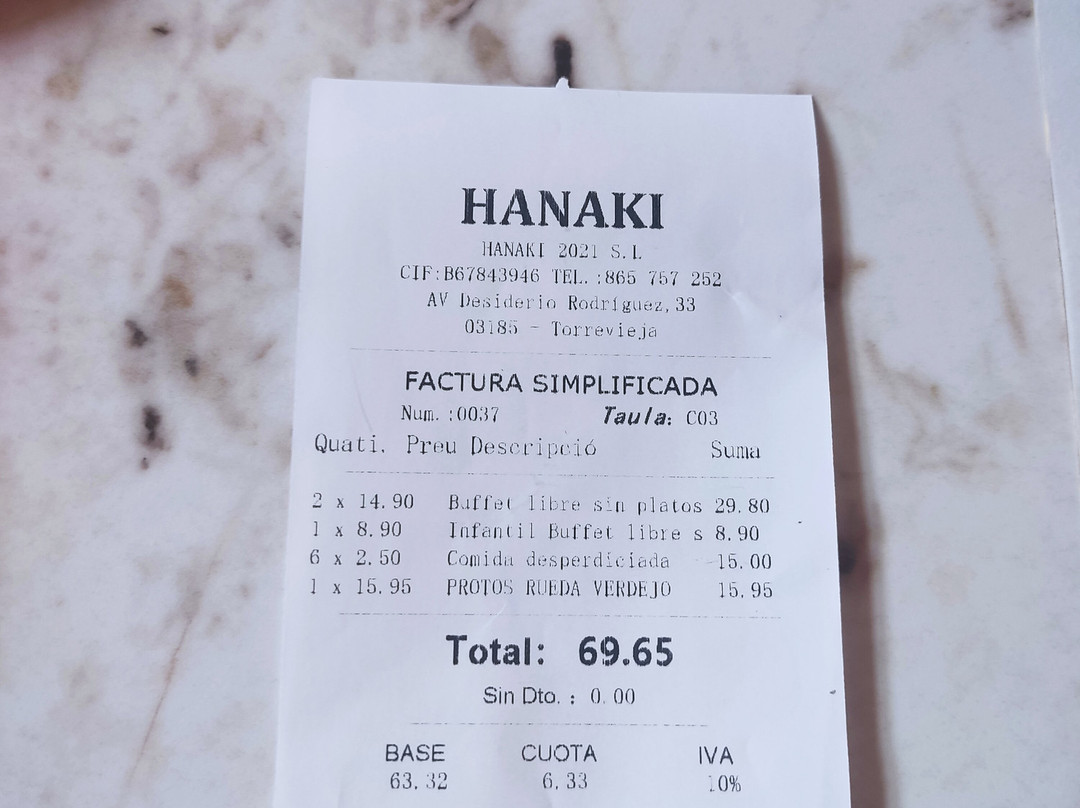 HANAKI
HANAKI 2021 S.L
CIF:B67843946 TEL.:865 757 252
AV Desiderio Rodríguez,33
03185 - Torrevieja
FACTURA SIMPLIFICADA
Num.:0037 Taula: C03
Quati. Preu Descripció Suma
2 x 14.90 Buffet libre sin platos 29.80
1 x 8.90 Infantil Buffet libre s 8.90
6 x 2.50 Comida desperdiciada 15.00
1 x 15.95 PROTOS RUEDA VERDEJO 15.95
Total: 69.65
Sin Dto.: 0.00
BASE CUOTA IVA
63.32 6.33 10%